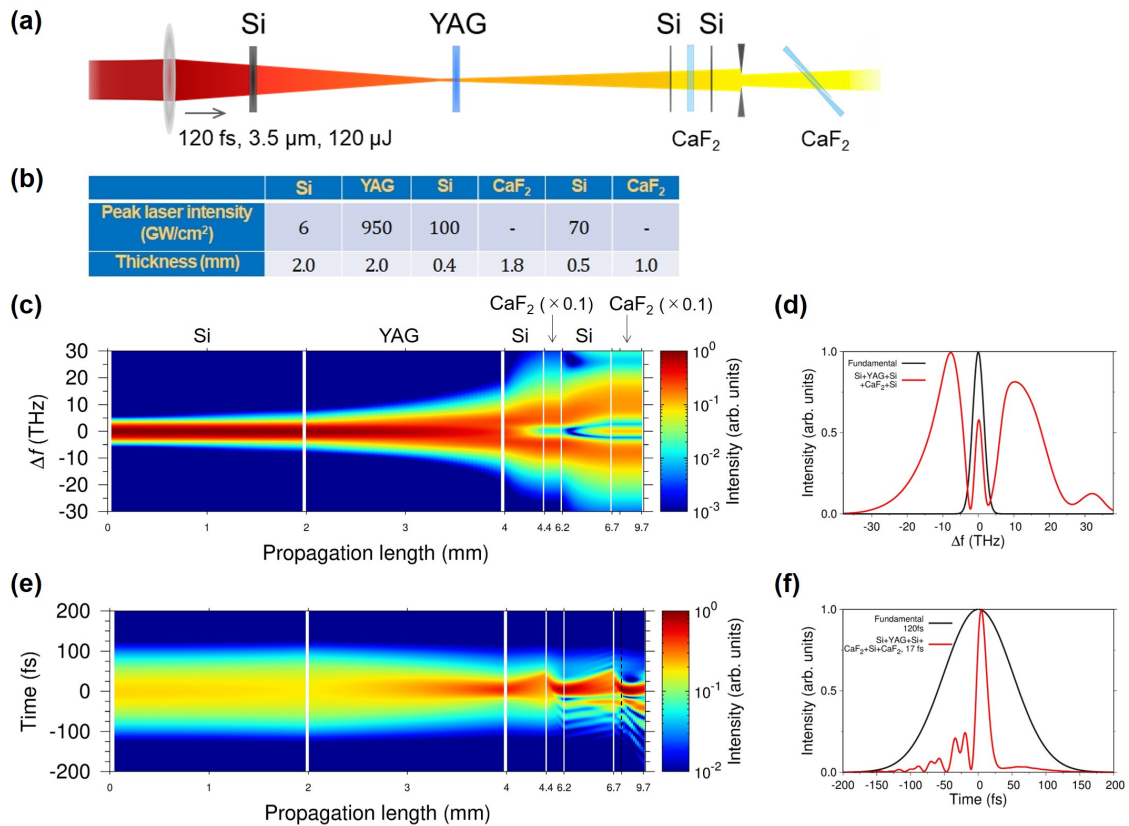 (a)
Si
YAG
Si
Si
120 fs, 3.5 μm, 120 μJ
CaF₂
CaF₂
(b)
Si YAG Si CaF₂ Si CaF₂
Peak laser intensity
(GW/cm²) 6 950 100 - 70 -
Thickness (mm) 2.0 2.0 0.4 1.8 0.5 1.0
CaF₂ (×0.1)
CaF₂ (×0.1)
(c)
Si
YAG
Si
Si
(d)
30
20
10
0
-10
-20
-30
Δf (THz)
0 1 2 3 4 4.4 6.2 6.7 9.7
Propagation length (mm)
10⁰
10⁻¹
10⁻²
10⁻³
Intensity (arb. units)
1.0
0.5
0.0
Intensity (arb. units)
Fundamental
Si+YAG+Si
+CaF₂+Si
-30 -20 -10 0 10 20 30
Δf (THz)
(e)
200
100
0
-100
-200
Time (fs)
0 1 2 3 4 4.4 6.2 6.7 9.7
Propagation length (mm)
10⁰
10⁻¹
10⁻²
Intensity (arb. units)
(f)
1.0
0.5
0.0
Intensity (arb. units)
Fundamental
120fs
Si+YAG+Si+
CaF₂+Si+CaF₂, 17 fs
-200 -150 -100 -50 0 50 100 150 200
Time (fs)